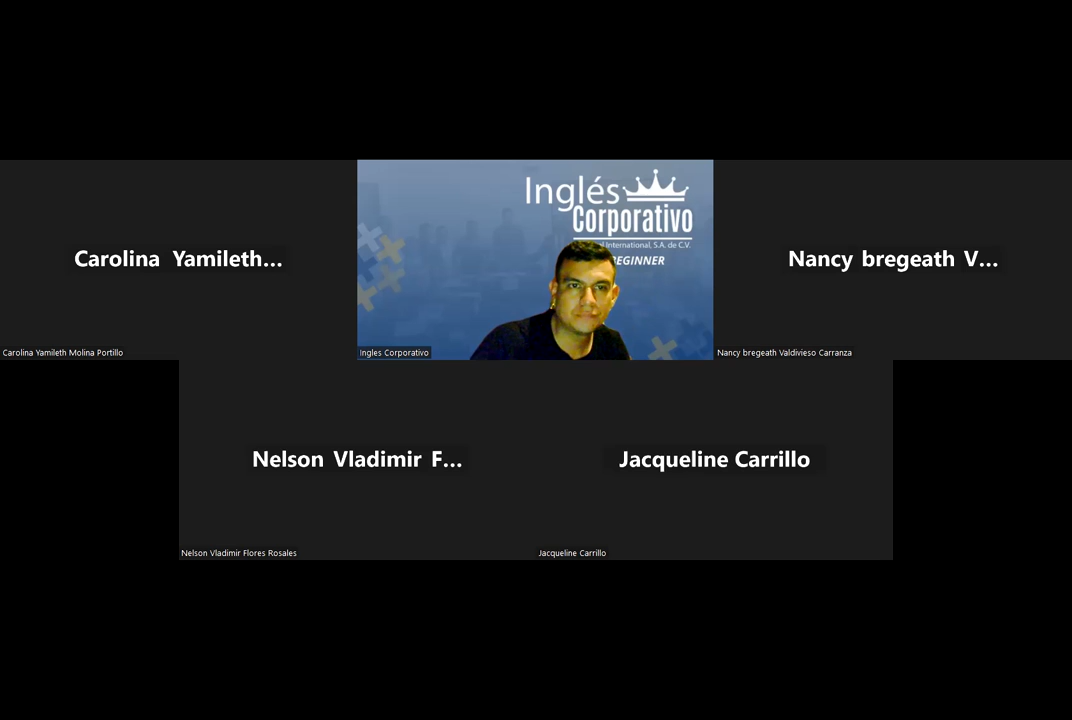 Carolina Yamileth...
Carolina Yamileth Molina Portillo
Inglés
Corporativo
l International, S.A. de C.V.
EGINNER
Ingles Corporativo
Nancy bregeath V...
Nancy bregeath Valdivieso Carranza
Nelson Vladimir F...
Nelson Vladimir Flores Rosales
Jacqueline Carrillo
Jacqueline Carrillo